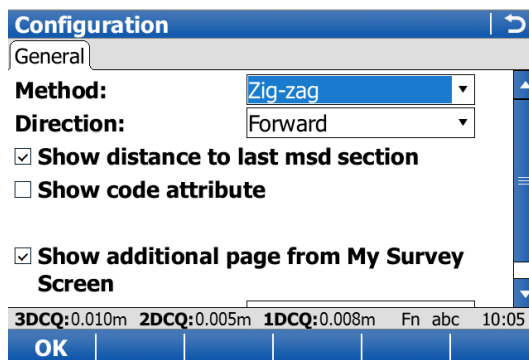 Configuration
General
Method: Zig-zag
Direction: Forward
Show distance to last msd section
Show code attribute
Show additional page from My Survey
Screen
3DCQ:0.010m 2DCQ:0.005m 1DCQ:0.008m Fn abc 10:05
OK